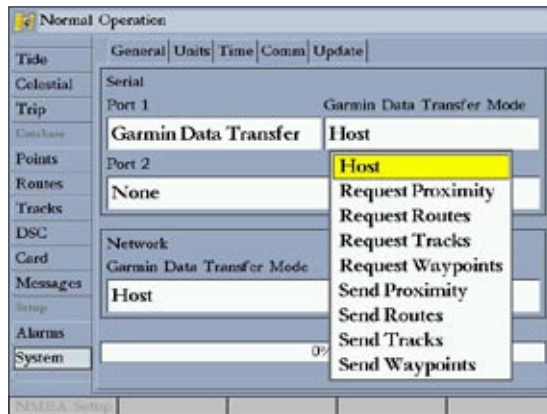 Normal Operation
General Units Time Comm Update
Tide
Celestial
Trip
Database
Points
Routes
Tracks
DSC
Card
Messages
Setup
Alarms
System
Serial
Port 1
Garmin Data Transfer Mode
Garmin Data Transfer
Host
Port 2
None
Host
Request Proximity
Request Routes
Request Tracks
Request Waypoints
Send Proximity
Send Routes
Send Tracks
Send Waypoints
Network
Garmin Data Transfer Mode
Host
0%
NMEA Setup